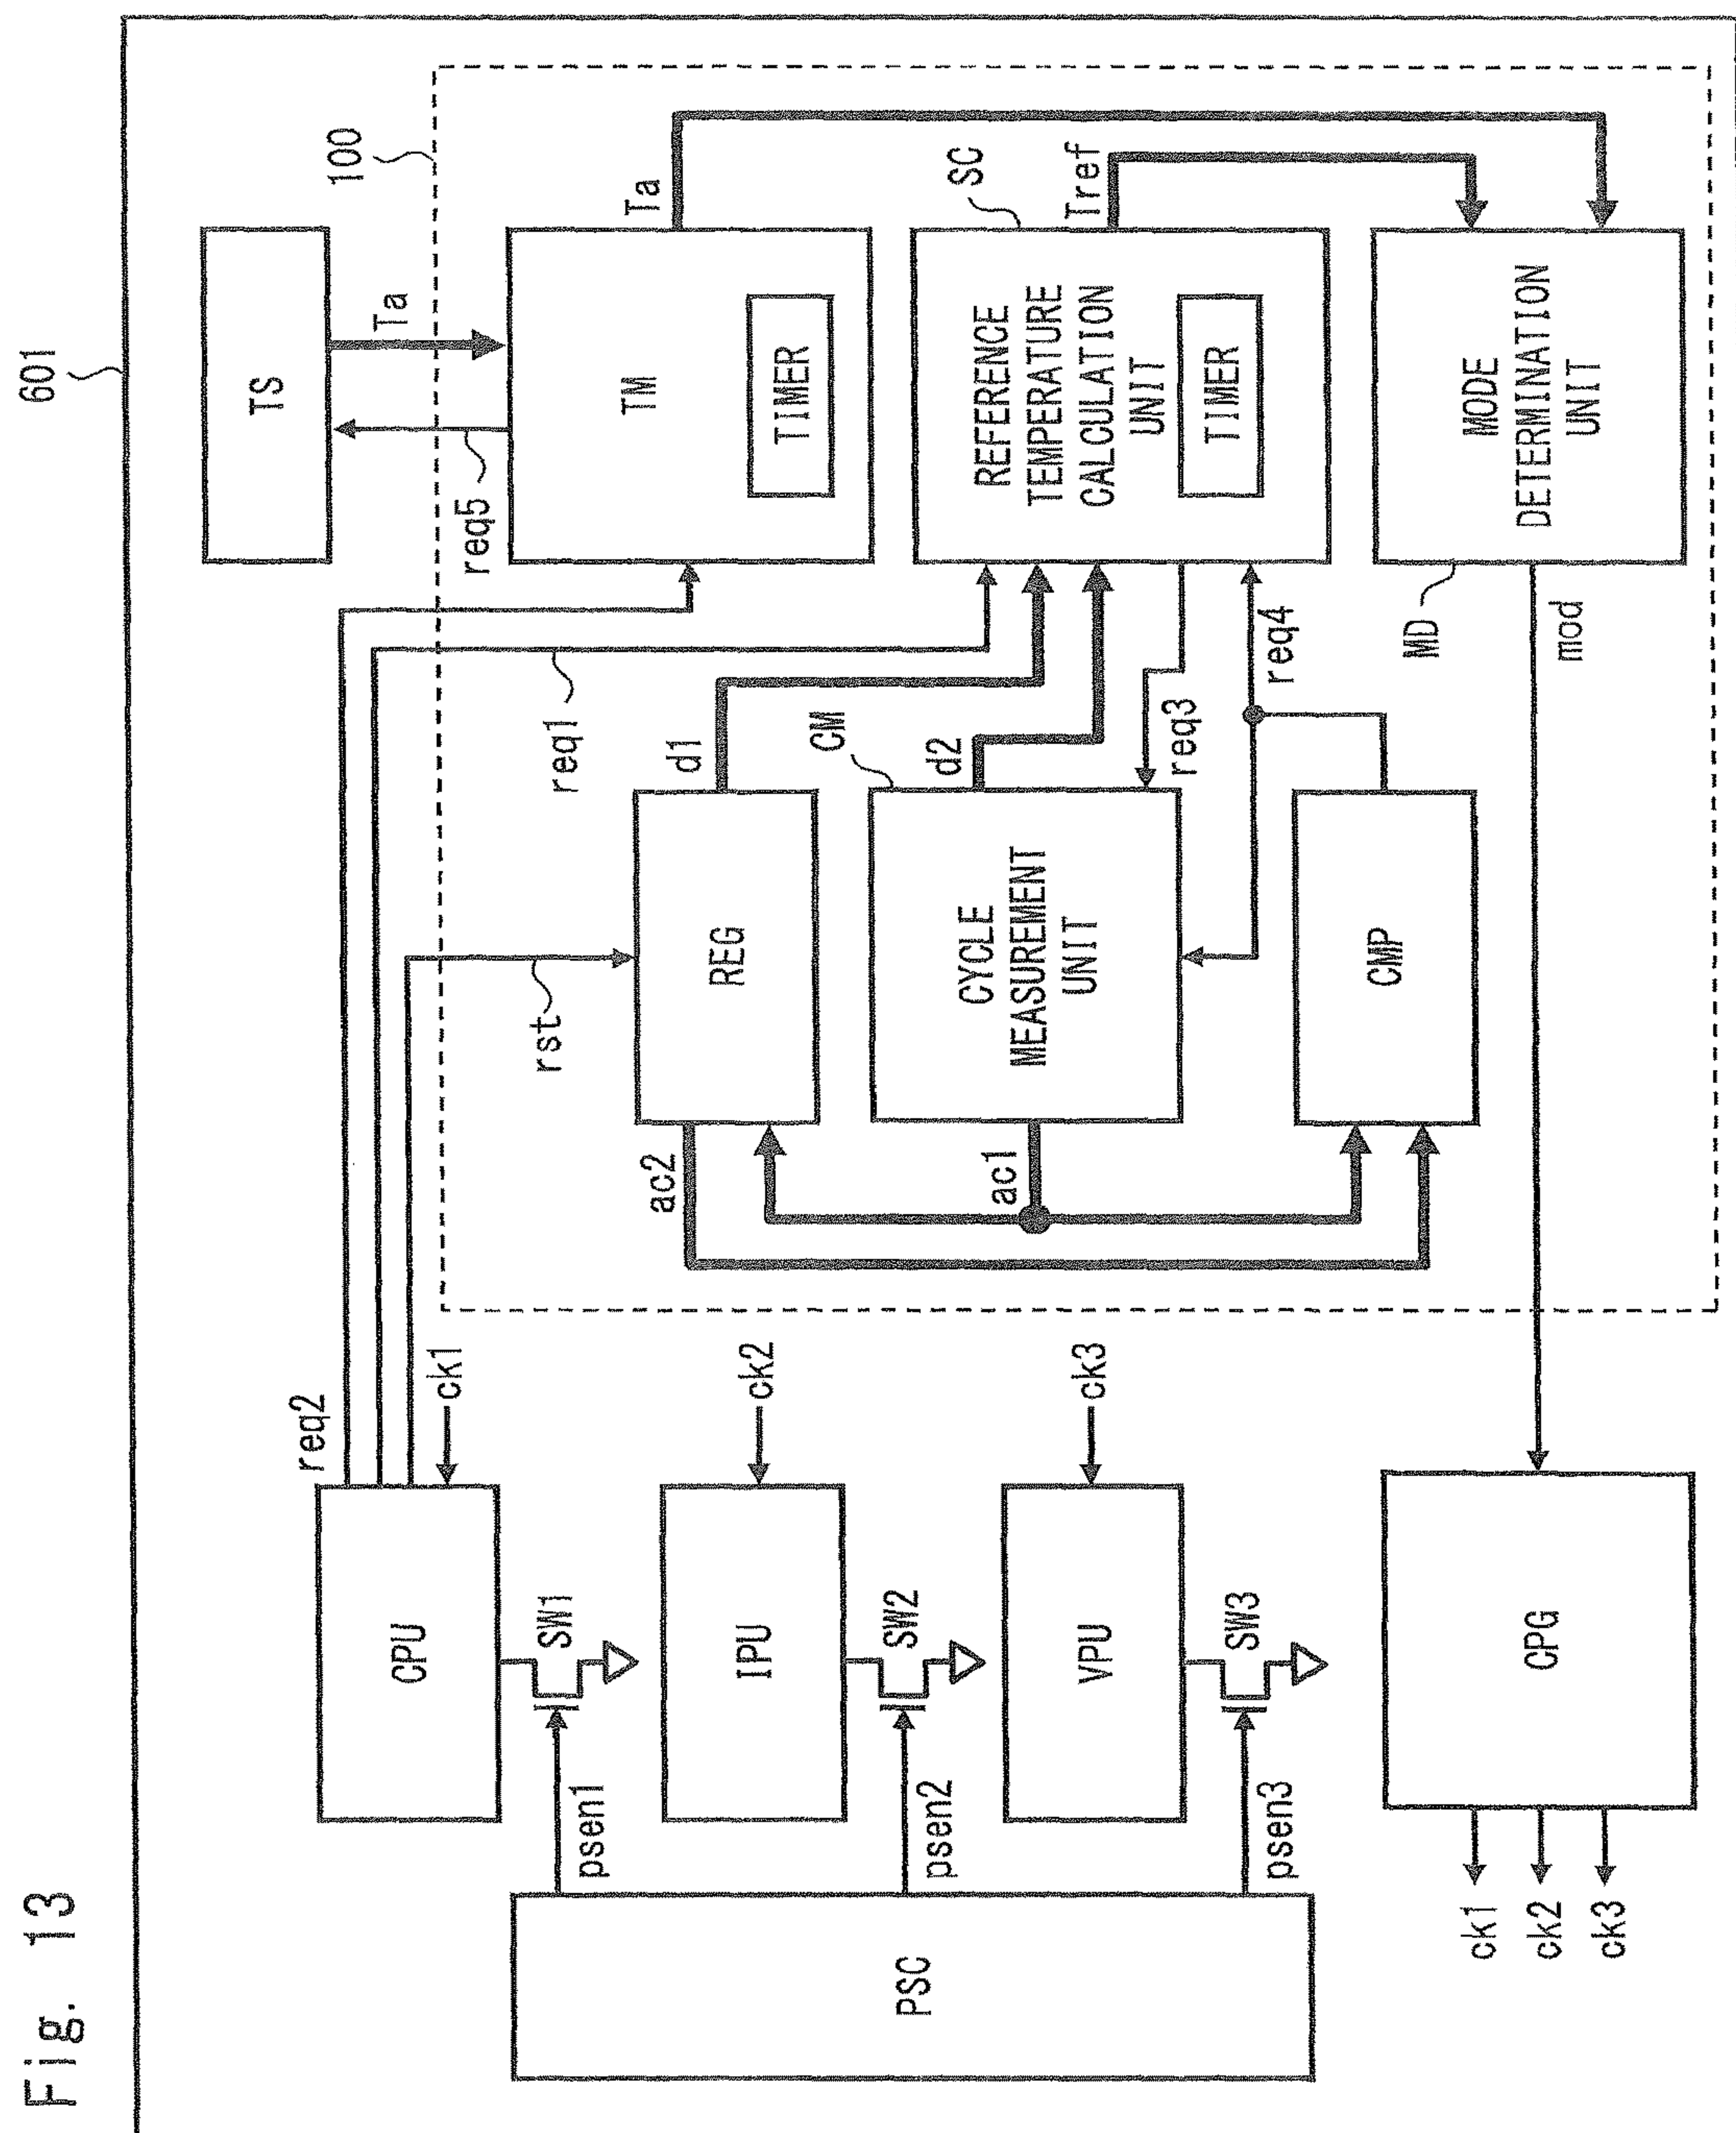 Fig. 13
601
100
TS
Ta
req5
TM
TIMER
Ta
req2
req1
rst
SC
REFERENCE
TEMPERATURE
CALCULATION
UNIT
TIMER
Tref
d1
CM
d2
req3
req4
REG
CYCLE
MEASUREMENT
UNIT
CMP
ac2
ac1
MD
MODE
DETERMINATION
UNIT
mod
CPU
ck1
SW1
psen1
IPU
ck2
SW2
psen2
VPU
ck3
SW3
psen3
PSC
CPG
ck1
ck2
ck3